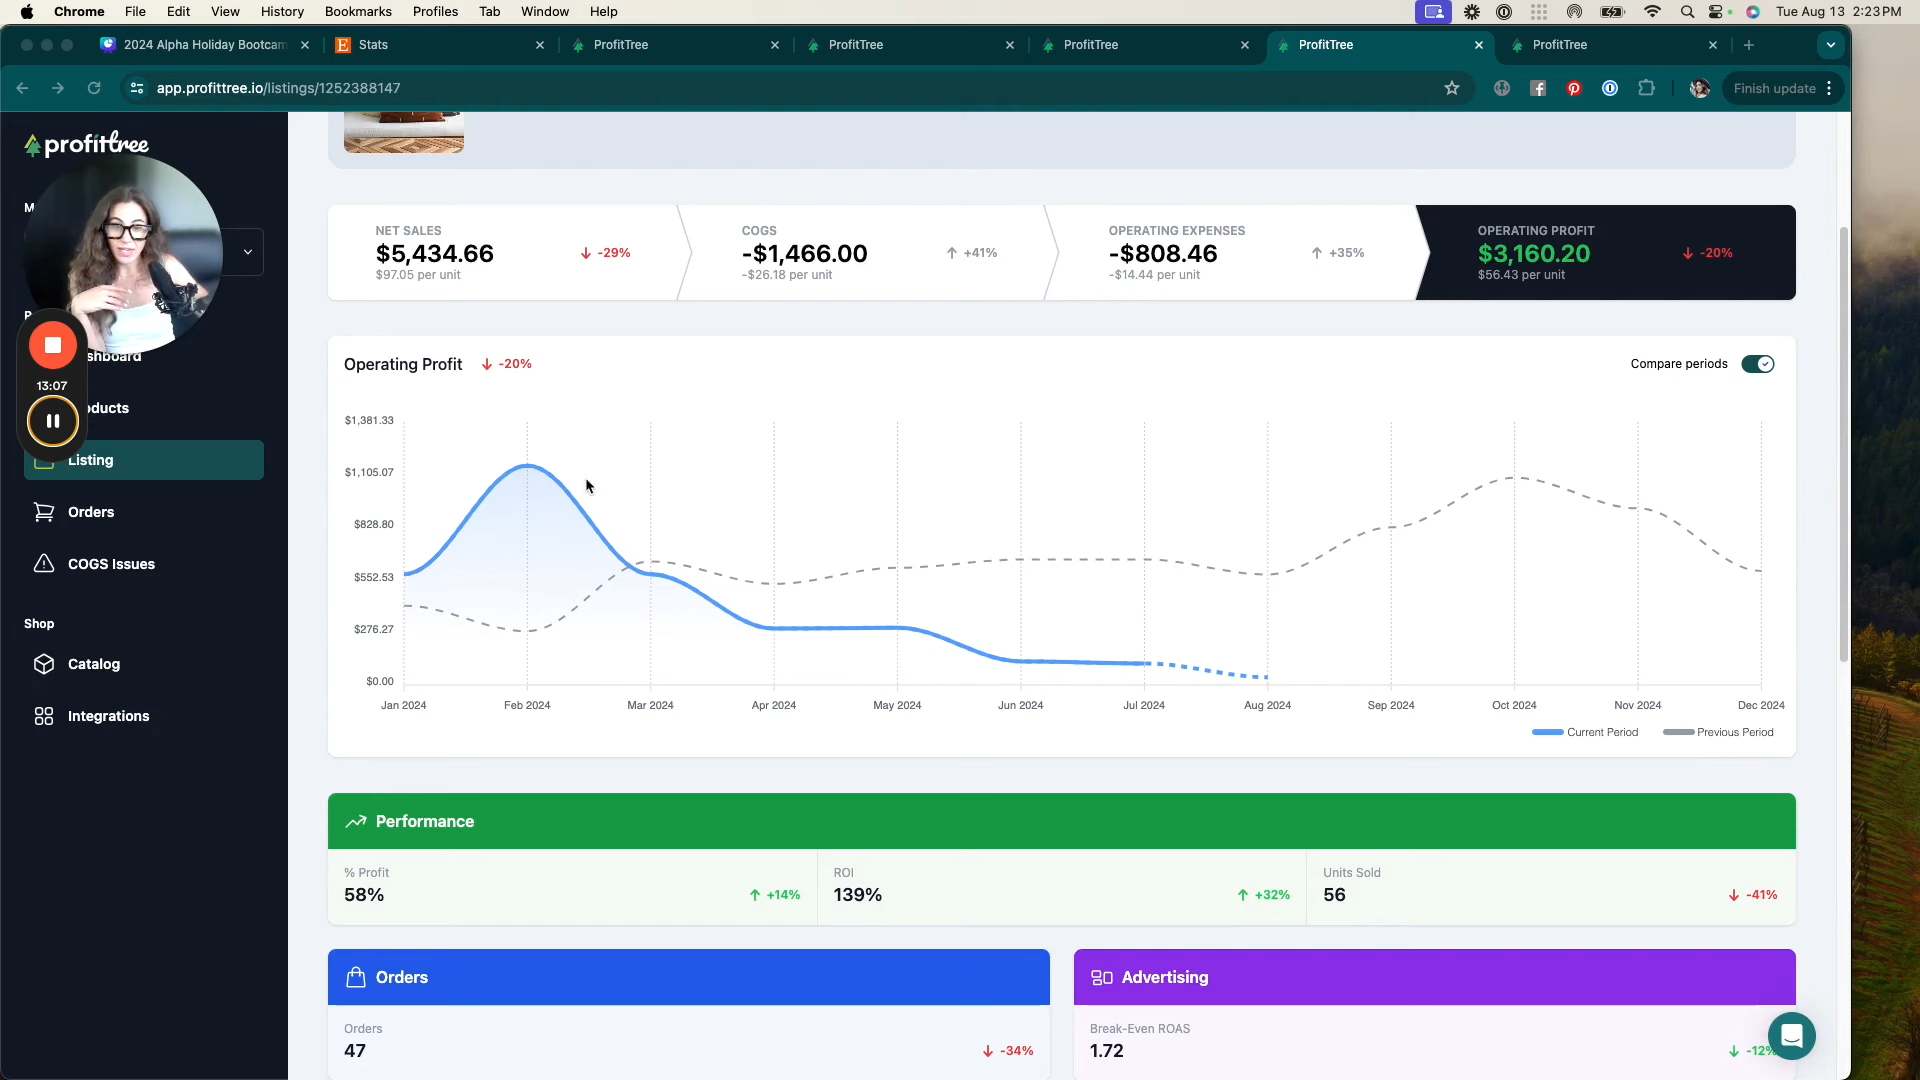 Chrome File Edit View History Bookmarks Profiles Tab Window Help Tue Aug 13 2:23 PM
2024 Alpha Holiday Bootcam Stats ProfitTree ProfitTree ProfitTree ProfitTree ProfitTree
app.profittree.io/listings/1252388147 Finish update
profittree
M
shboard
13:07
oducts
Listing
Orders
COGS Issues
Shop
Catalog
Integrations
NET SALES
$5,434.66 -29%
$97.05 per unit
COGS
-$1,466.00 +41%
-$26.18 per unit
OPERATING EXPENSES
-$808.46 +35%
-$14.44 per unit
OPERATING PROFIT
$3,160.20 -20%
$56.43 per unit
Operating Profit -20% Compare periods
$1,381.33
$1,105.07
$828.80
$552.53
$276.27
$0.00
Jan 2024 Feb 2024 Mar 2024 Apr 2024 May 2024 Jun 2024 Jul 2024 Aug 2024 Sep 2024 Oct 2024 Nov 2024 Dec 2024
Current Period Previous Period
Performance
% Profit
58% +14%
ROI
139% +32%
Units Sold
56 -41%
Orders
Orders
47 -34%
Advertising
Break-Even ROAS
1.72 -12%